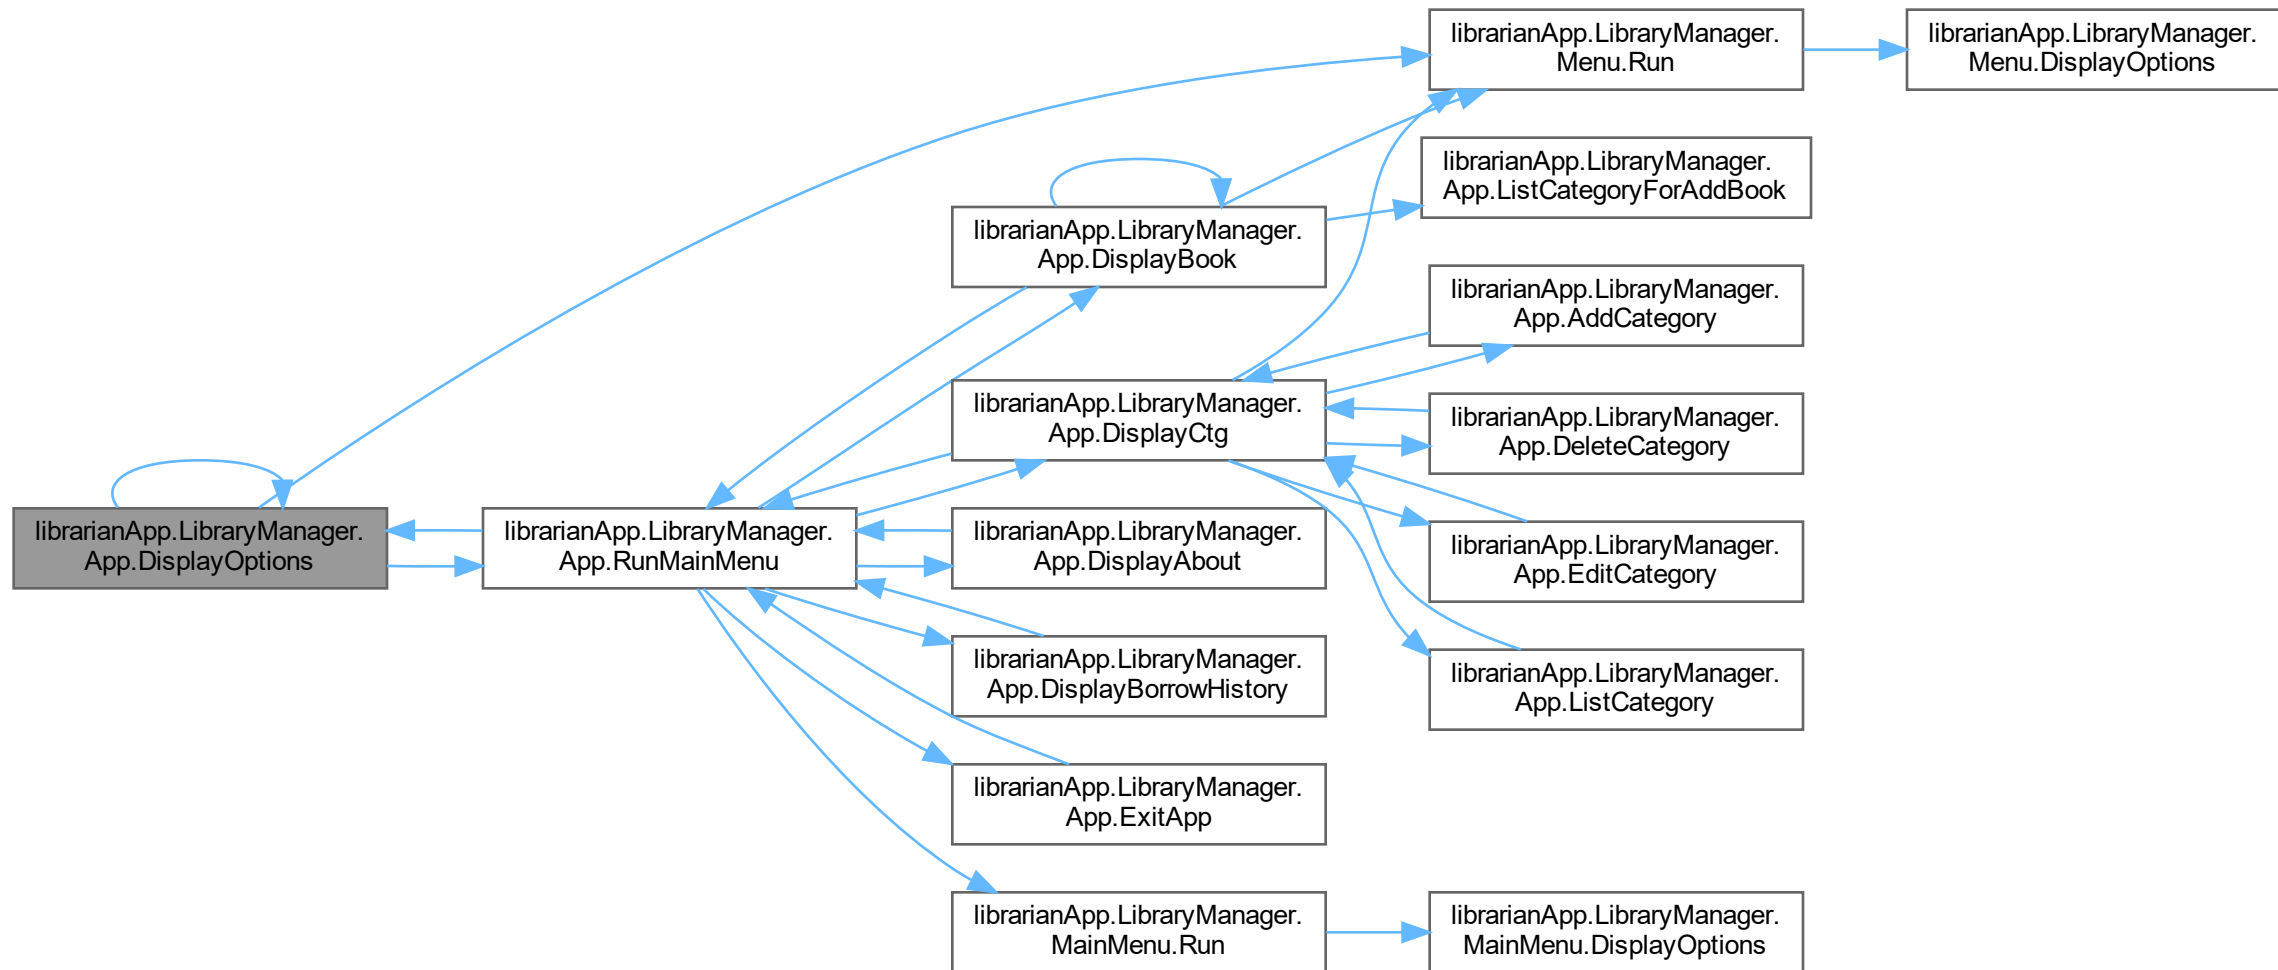 librarianApp.LibraryManager.
Menu.Run
librarianApp.LibraryManager.
Menu.DisplayOptions
librarianApp.LibraryManager.
App.ListCategoryForAddBook
librarianApp.LibraryManager.
App.DisplayBook
librarianApp.LibraryManager.
App.AddCategory
librarianApp.LibraryManager.
App.DisplayCtg
librarianApp.LibraryManager.
App.DeleteCategory
librarianApp.LibraryManager.
App.DisplayOptions
librarianApp.LibraryManager.
App.RunMainMenu
librarianApp.LibraryManager.
App.DisplayAbout
librarianApp.LibraryManager.
App.EditCategory
librarianApp.LibraryManager.
App.DisplayBorrowHistory
librarianApp.LibraryManager.
App.ListCategory
librarianApp.LibraryManager.
App.ExitApp
librarianApp.LibraryManager.
MainMenu.Run
librarianApp.LibraryManager.
MainMenu.DisplayOptions